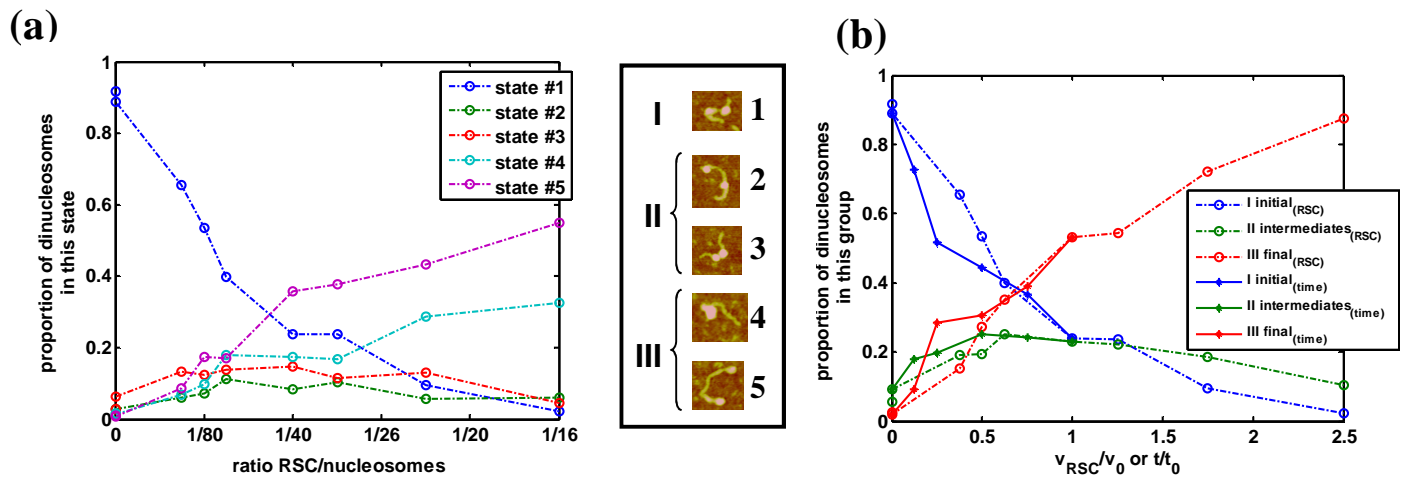 (a)
1
0.8
0.6
0.4
0.2
0
proportion of dinucleosomes
in this state
0
1/80
1/40
1/26
1/20
1/16
ratio RSC/nucleosomes
state #1
state #2
state #3
state #4
state #5
I
1
II
2
3
III
4
5
(b)
1
0.8
0.6
0.4
0.2
0
proportion of dinucleosomes
in this group
0
0.5
1
1.5
2
2.5
v_RSC/v_0 or t/t_0
I initial(RSC)
II intermediates(RSC)
III final(RSC)
I initial(time)
II intermediates(time)
III final(time)